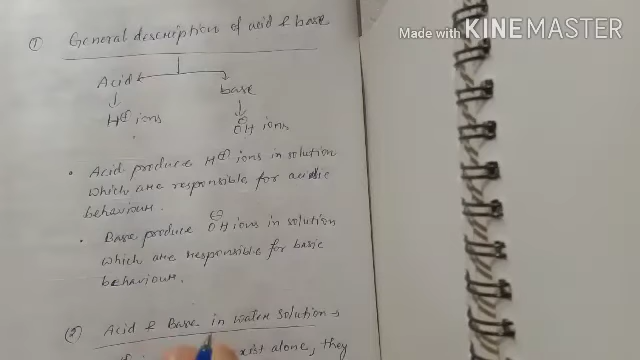 Made with KINEMASTER
① General description of acid & base
Acid base
H⊕ ions ⊖OH ions
• Acid produce H⊕ ions in solution
which are responsible for acidic
behaviour.
• Base produce ⊖OH ions in solution
which are responsible for basic
behaviour.
(2) Acid & Base in water solution →
exist alone, they